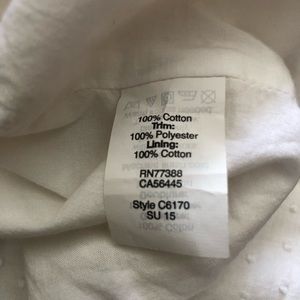 100% Cotton
Trim:
100% Polyester
Lining:
100% Cotton
RN77388
CA56445
Style C6170
SU 15